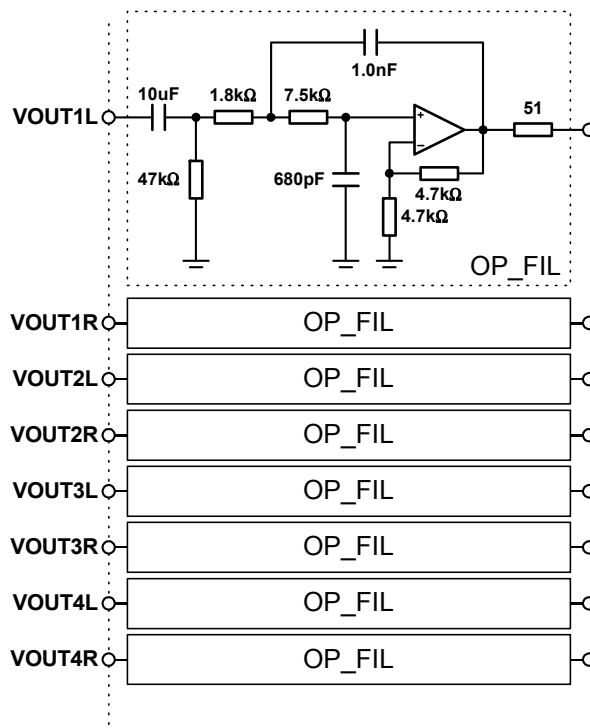 1.0nF
10uF 1.8kΩ 7.5kΩ 51
VOUT1L
+
−
47kΩ 680pF 4.7kΩ
4.7kΩ
OP_FIL
VOUT1R OP_FIL
VOUT2L OP_FIL
VOUT2R OP_FIL
VOUT3L OP_FIL
VOUT3R OP_FIL
VOUT4L OP_FIL
VOUT4R OP_FIL